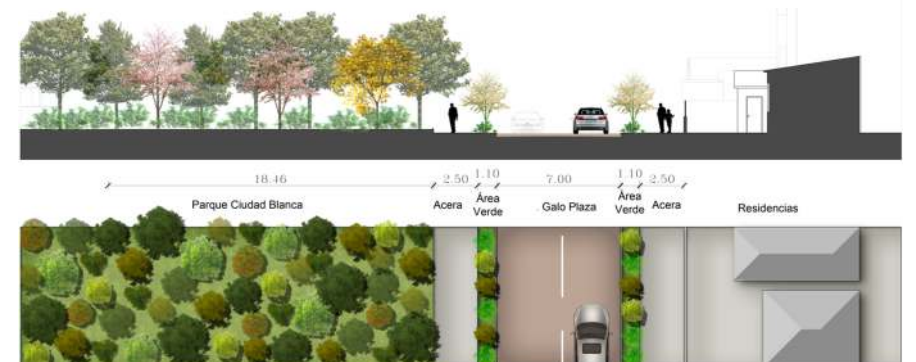 18.46 2.50 1.10 7.00 1.10 2.50
Parque Ciudad Blanca
Acera
Área
Verde
Galo Plaza
Área
Verde
Acera
Residencias